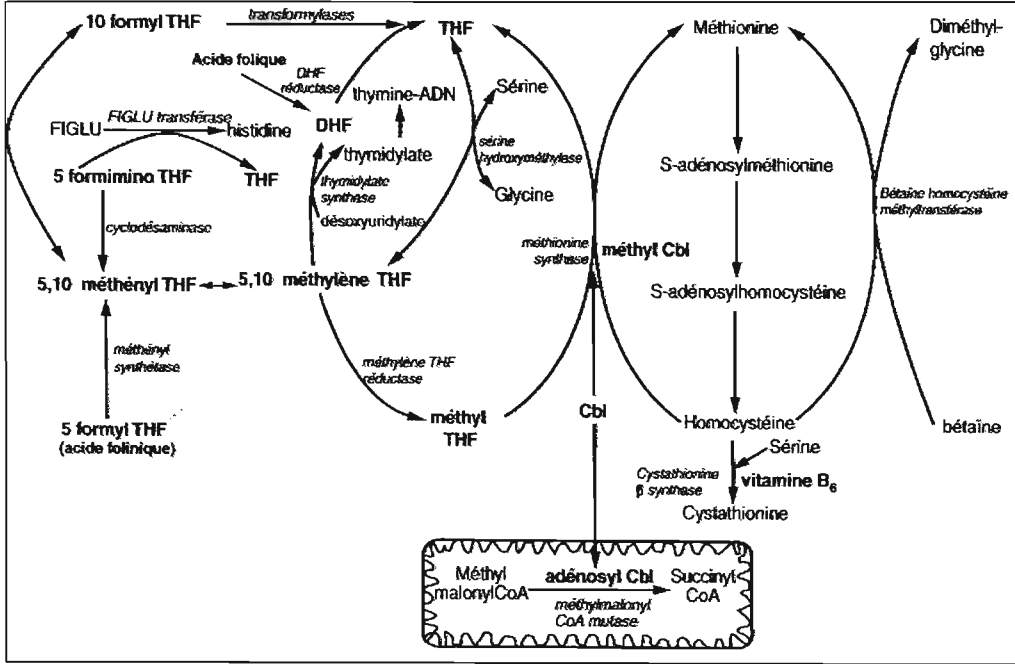 10 formyl THF
transformylases
THF
Méthionine
Diméthyl-
glycine
Acide folique
DHF
réductase
thymine-ADN
Sérine
FIGLU
FIGLU transférase
histidine
DHF
thymidylate
sérine
hydroxyméthylase
5 formimino THF
THF
thymidylate
synthase
Glycine
S-adénosylméthionine
désoxyuridylate
Bétaïne homocystéine
méthyltransférase
cyclodésaminase
méthionine
synthase
méthyl Cbl
5,10 méthényl THF
5,10 méthylène THF
S-adénosylhomocystéine
méthényl
synthétase
méthylène THF
réductase
Cbl
5 formyl THF
(acide folinique)
méthyl
THF
Homocystéine
bétaïne
Sérine
Cystathionine
β synthase
vitamine B6
Cystathionine
Méthyl
malonylCoA
adénosyl Cbl
Succinyl
CoA
méthylmalonyl
CoA mutase